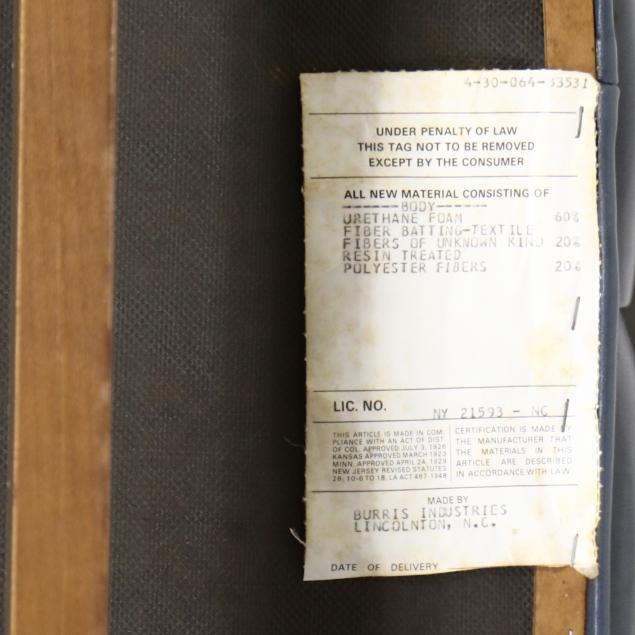 4-30-064-33531
UNDER PENALTY OF LAW
THIS TAG NOT TO BE REMOVED
EXCEPT BY THE CONSUMER
ALL NEW MATERIAL CONSISTING OF
------BODY------
URETHANE FOAM 60%
FIBER BATTING-TEXTILE
FIBERS OF UNKNOWN KIND 20%
RESIN TREATED
POLYESTER FIBERS 20%
LIC. NO. NY 21593 - NC
THIS ARTICLE IS MADE IN COM-
PLIANCE WITH AN ACT OF DIST.
OF COL. APPROVED JULY 3, 1926
KANSAS APPROVED MARCH 1923
MINN. APPROVED APRIL 24, 1929
NEW JERSEY REVISED STATUTES
26: 10-6 TO 18, LA ACT 467-1948
CERTIFICATION IS MADE BY
THE MANUFACTURER THAT
THE MATERIALS IN THIS
ARTICLE ARE DESCRIBED
IN ACCORDANCE WITH LAW.
MADE BY
BURRIS INDUSTRIES
LINCOLNTON, N.C.
DATE OF DELIVERY